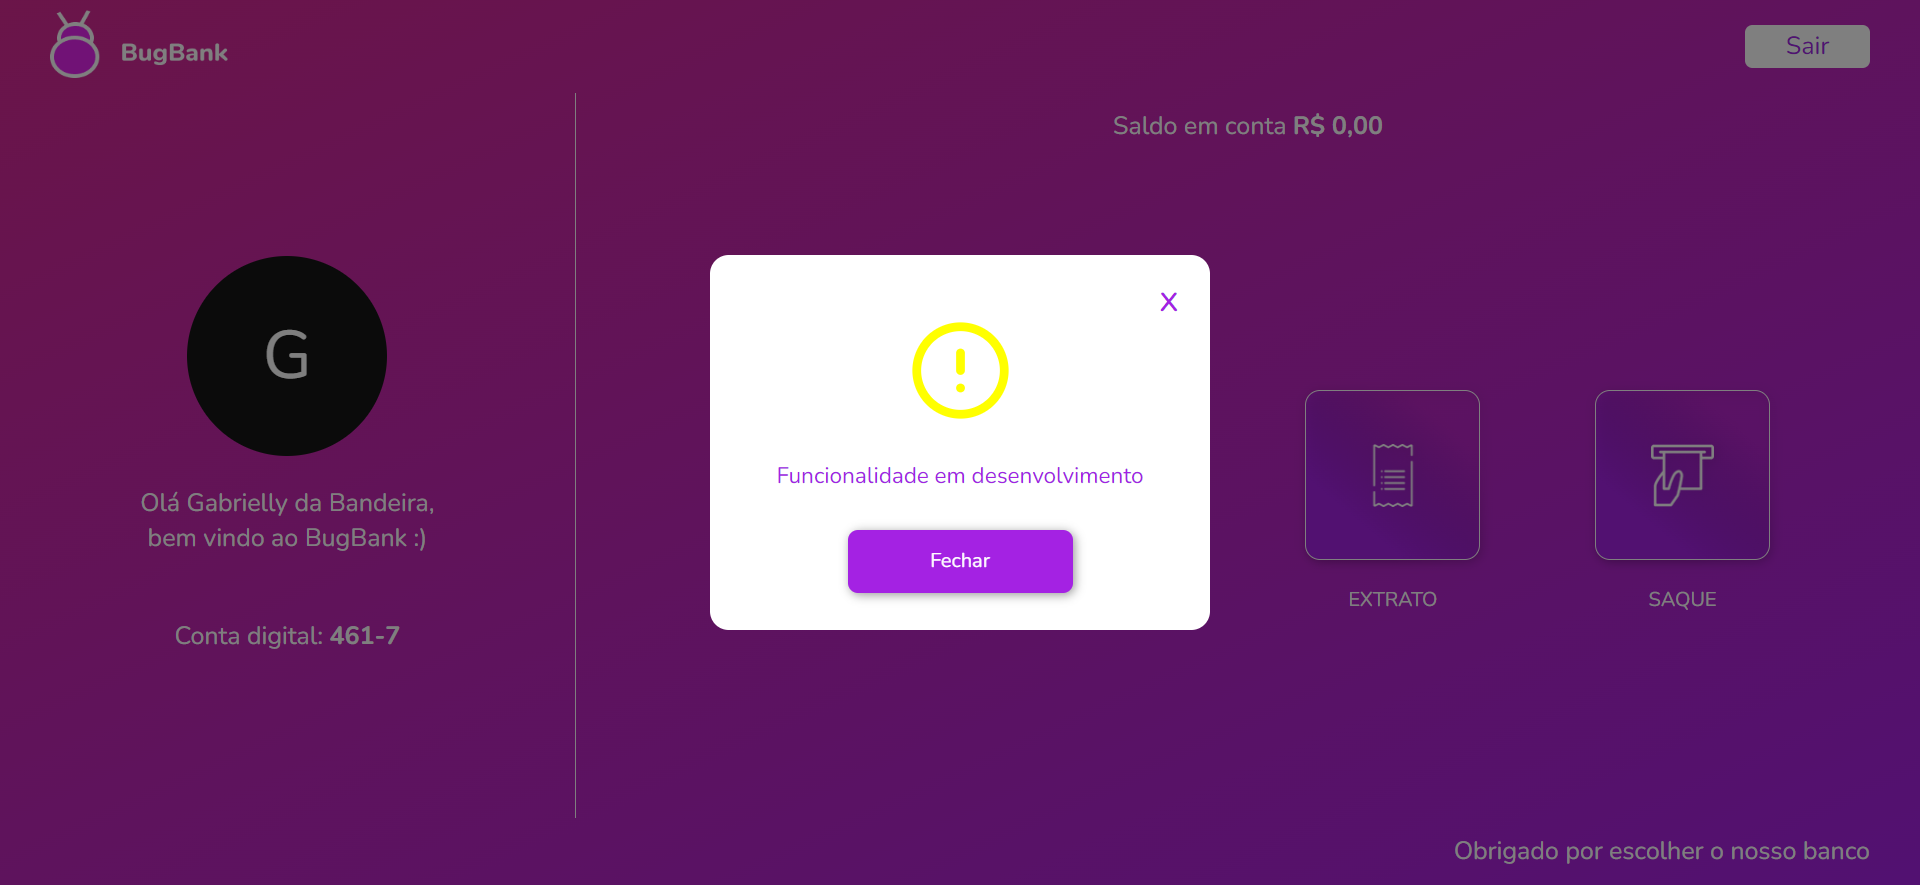 BugBank
Sair
Saldo em conta R$ 0,00
G
Olá Gabrielly da Bandeira,
bem vindo ao BugBank :)
Conta digital: 461-7
X
Funcionalidade em desenvolvimento
Fechar
EXTRATO
SAQUE
Obrigado por escolher o nosso banco